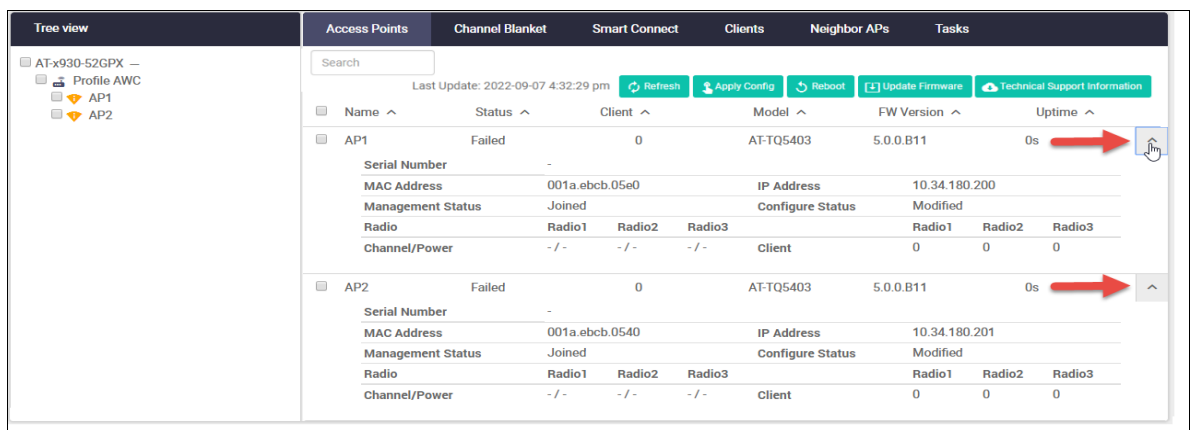 Tree view
AT-x930-52GPX –
Profile AWC
AP1
AP2
Access Points Channel Blanket Smart Connect Clients Neighbor APs Tasks
Search
Last Update: 2022-09-07 4:32:29 pm Refresh Apply Config Reboot Update Firmware Technical Support Information
Name Status Client Model FW Version Uptime
AP1 Failed 0 AT-TQ5403 5.0.0.B11 0s
Serial Number -
MAC Address 001a.ebcb.05e0 IP Address 10.34.180.200
Management Status Joined Configure Status Modified
Radio Radio1 Radio2 Radio3 Radio1 Radio2 Radio3
Channel/Power - / - - / - - / - Client 0 0 0
AP2 Failed 0 AT-TQ5403 5.0.0.B11 0s
Serial Number -
MAC Address 001a.ebcb.0540 IP Address 10.34.180.201
Management Status Joined Configure Status Modified
Radio Radio1 Radio2 Radio3 Radio1 Radio2 Radio3
Channel/Power - / - - / - - / - Client 0 0 0